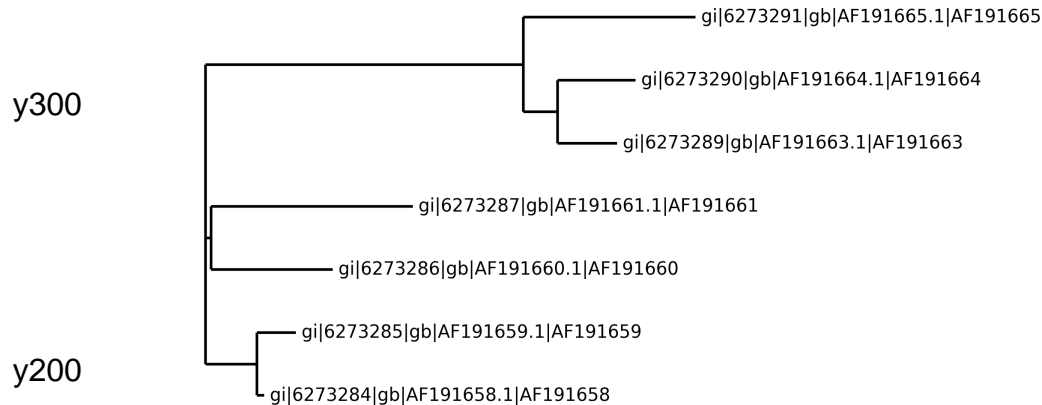 gi|6273291|gb|AF191665.1|AF191665
gi|6273290|gb|AF191664.1|AF191664
y300
gi|6273289|gb|AF191663.1|AF191663
gi|6273287|gb|AF191661.1|AF191661
gi|6273286|gb|AF191660.1|AF191660
gi|6273285|gb|AF191659.1|AF191659
y200
gi|6273284|gb|AF191658.1|AF191658